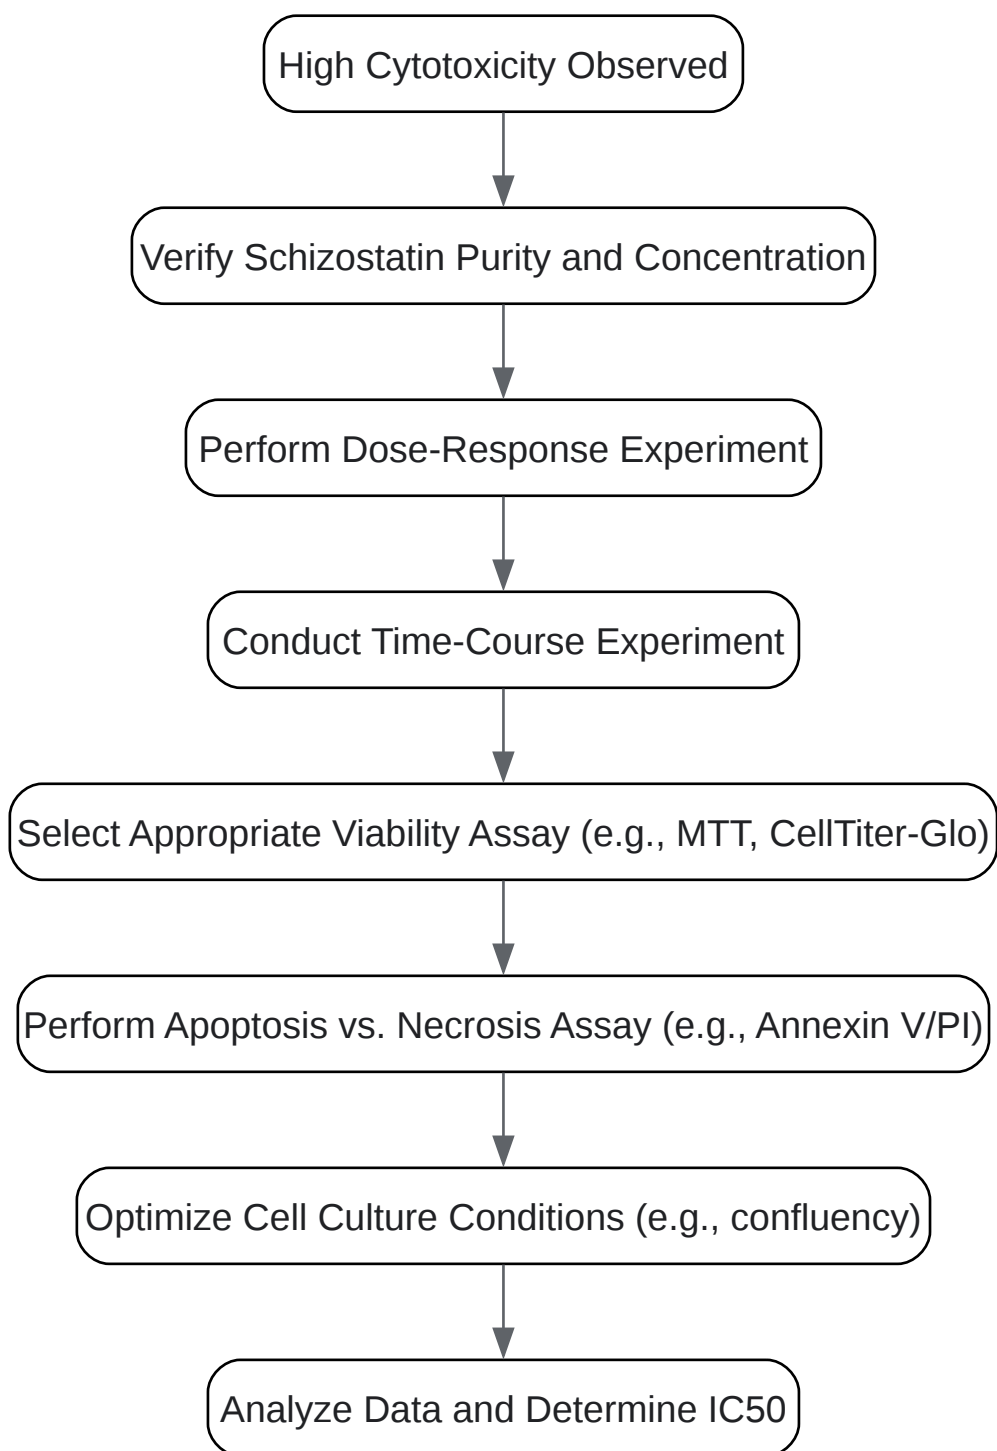 High Cytotoxicity Observed
Verify Schizostatin Purity and Concentration
Perform Dose-Response Experiment
Conduct Time-Course Experiment
Select Appropriate Viability Assay (e.g., MTT, CellTiter-Glo)
Perform Apoptosis vs. Necrosis Assay (e.g., Annexin V/PI)
Optimize Cell Culture Conditions (e.g., confluency)
Analyze Data and Determine IC50